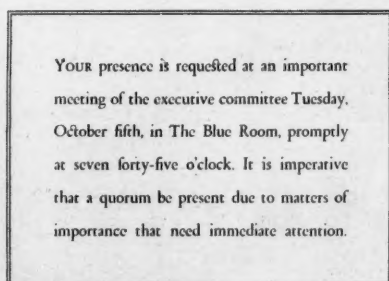 YOUR presence is requested at an important
meeting of the executive committee Tuesday,
October fifth, in The Blue Room, promptly
at seven forty-five o'clock. It is imperative
that a quorum be present due to matters of
importance that need immediate attention.